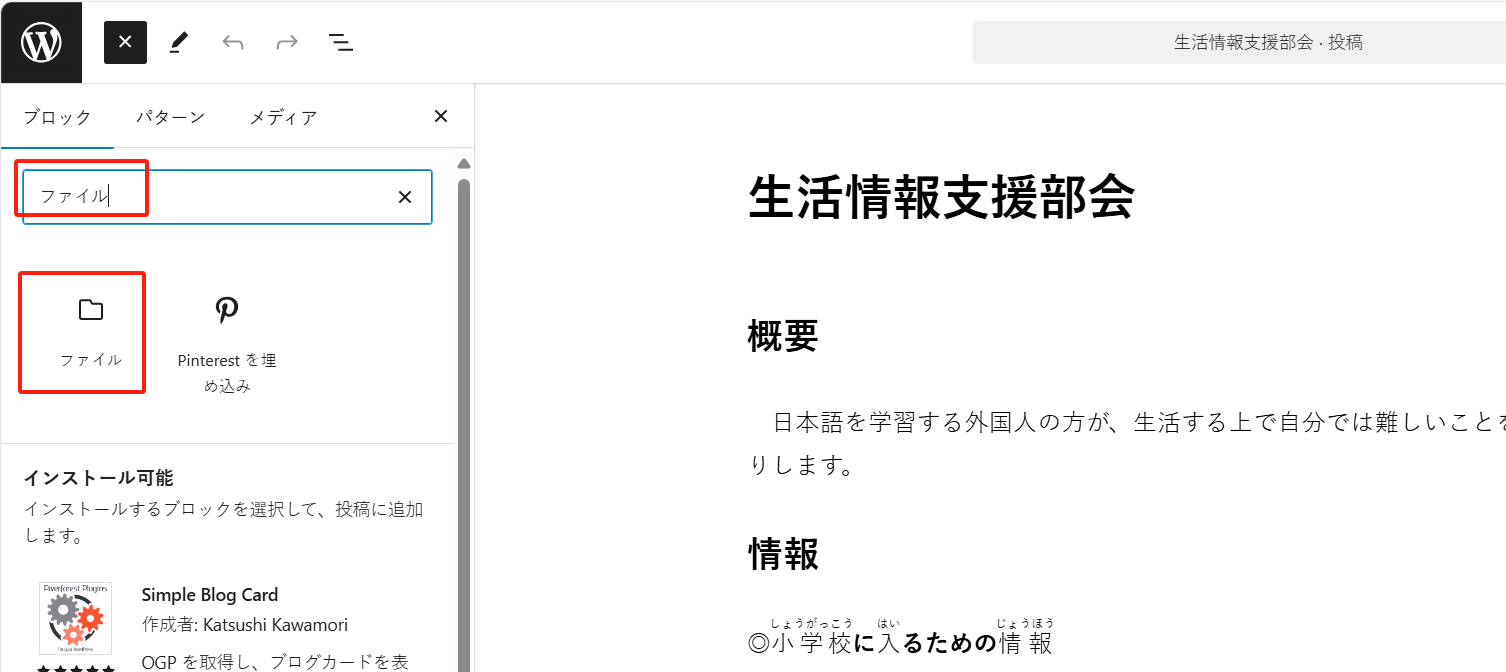 生活情報支援部会 · 投稿
ブロック
パターン
メディア
ファイル
ファイル
Pinterest を埋
め込み
インストール可能
インストールするブロックを選択して、投稿に追加
します。
Riverforest Plugins
For your WordPress
Simple Blog Card
作成者: Katsushi Kawamori
OGP を取得し、ブログカードを表
生活情報支援部会
概要
日本語を学習する外国人の方が、生活する上で自分では難しいことを
りします。
情報
しょうがっこう はい じょうほう
◎小学校に入るための情報